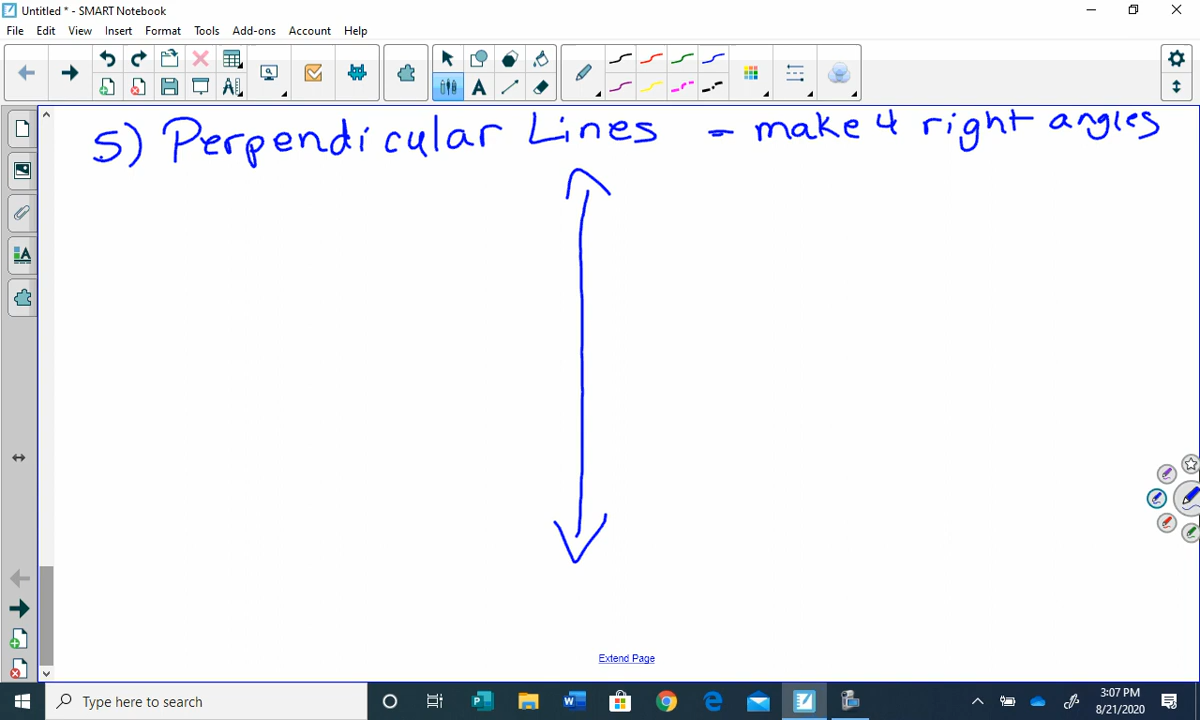 Untitled * - SMART Notebook
File Edit View Insert Format Tools Add-ons Account Help
5) Perpendicular Lines - make 4 right angles
Extend Page
Type here to search
3:07 PM
8/21/2020